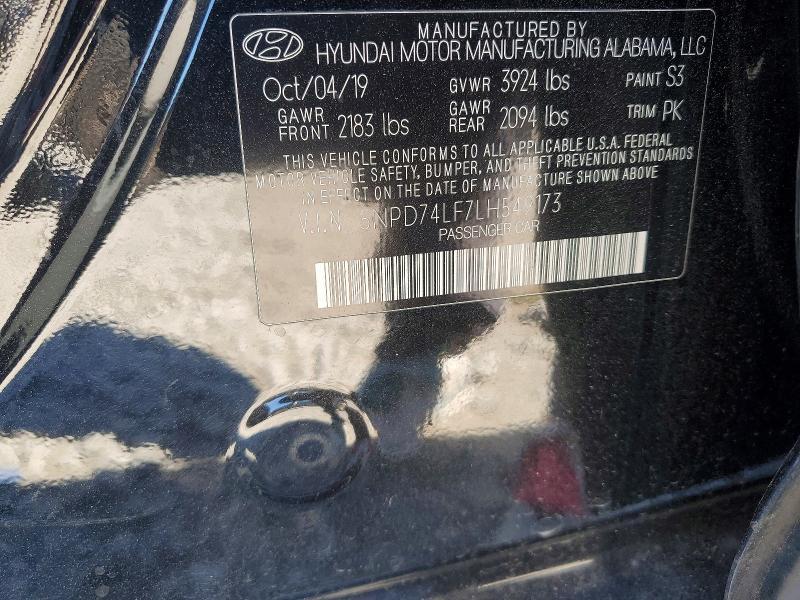 MANUFACTURED BY
HYUNDAI MOTOR MANUFACTURING ALABAMA, LLC
Oct/04/19 GVWR 3924 lbs PAINT S3
GAWR FRONT 2183 lbs GAWR REAR 2094 lbs TRIM PK
THIS VEHICLE CONFORMS TO ALL APPLICABLE U.S.A. FEDERAL
MOTOR VEHICLE SAFETY, BUMPER, AND THEFT PREVENTION STANDARDS
IN EFFECT ON THE DATE OF MANUFACTURE SHOWN ABOVE
V.I.N.
PASSENGER CAR